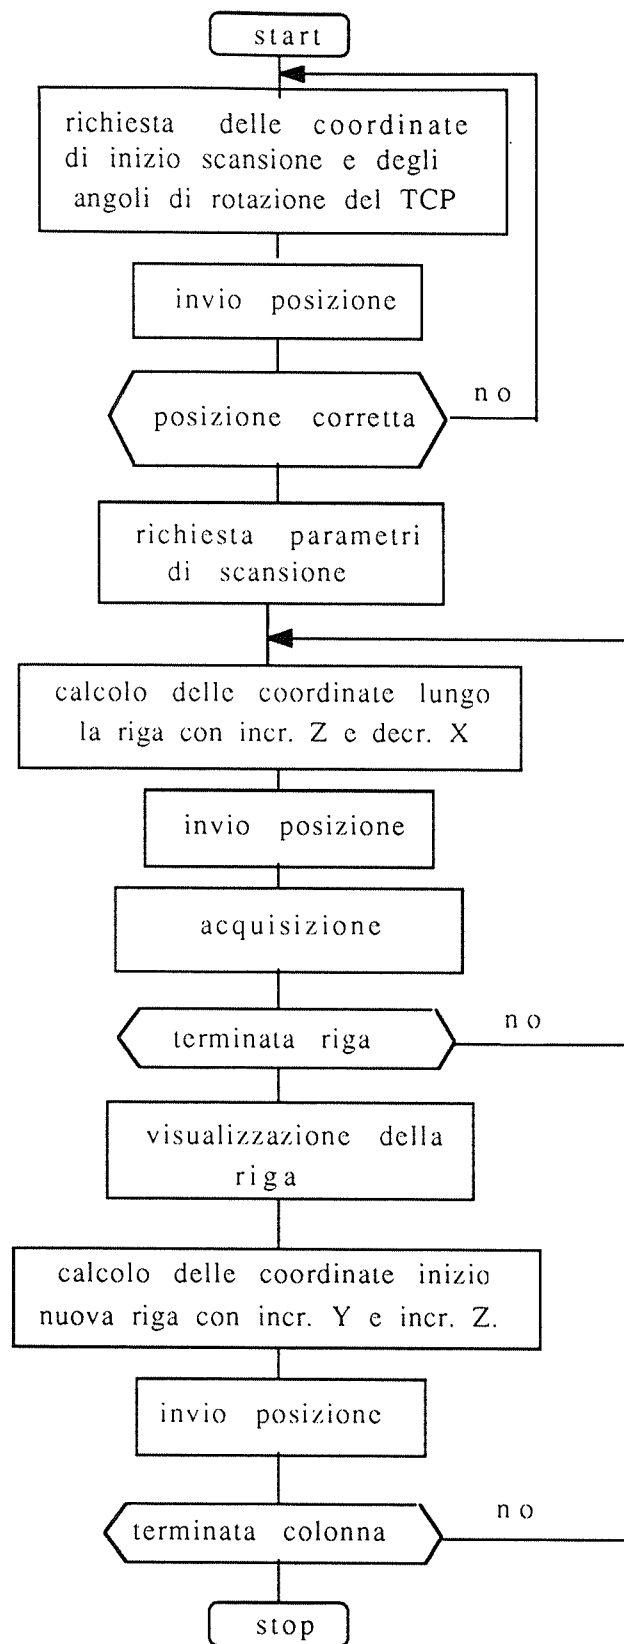 start
richiesta delle coordinate
di inizio scansione e degli
angoli di rotazione del TCP
invio posizione
posizione corretta
no
richiesta parametri
di scansione
calcolo delle coordinate lungo
la riga con incr. Z e decr. X
invio posizione
acquisizione
terminata riga
no
visualizzazione della
riga
calcolo delle coordinate inizio
nuova riga con incr. Y e incr. Z.
invio posizione
terminata colonna
no
stop